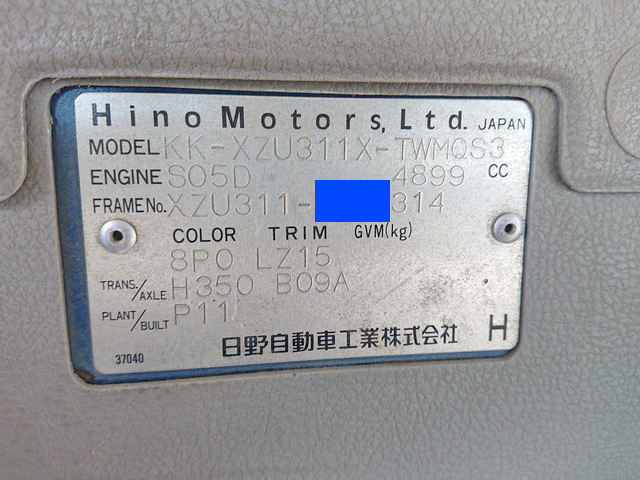 Hino Motors, Ltd. JAPAN
MODEL KK-XZU311X-TWMQS3
ENGINE S05D 4899 CC
FRAME No. XZU311- 314
COLOR TRIM GVM(kg)
8P0 LZ15
TRANS./AXLE H350 B09A
PLANT/BUILT P11
37040 日野自動車工業株式会社 H